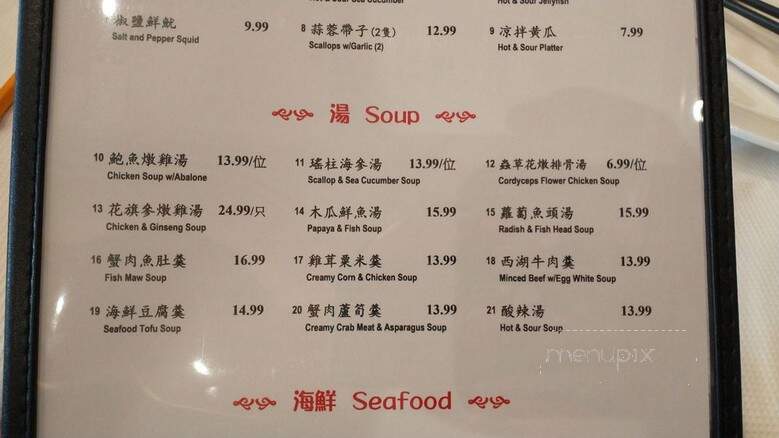 Hot & Sour Jellyfish
椒鹽鮮魷 9.99
Salt and Pepper Squid
8 蒜蓉帶子(2隻) 12.99
Scallops w/Garlic (2)
9 凉拌黃瓜 7.99
Hot & Sour Platter
湯 Soup
10 鮑魚燉雞湯 13.99/位
Chicken Soup w/Abalone
11 瑤柱海參湯 13.99/位
Scallop & Sea Cucumber Soup
12 蟲草花燉排骨湯 6.99/位
Cordyceps Flower Chicken Soup
13 花旗參燉雞湯 24.99/只
Chicken & Ginseng Soup
14 木瓜鮮魚湯 15.99
Papaya & Fish Soup
15 蘿蔔魚頭湯 15.99
Radish & Fish Head Soup
16 蟹肉魚肚羹 16.99
Fish Maw Soup
17 雞茸粟米羹 13.99
Creamy Corn & Chicken Soup
18 西湖牛肉羹 13.99
Minced Beef w/Egg White Soup
19 海鮮豆腐羹 14.99
Seafood Tofu Soup
20 蟹肉蘆筍羹 13.99
Creamy Crab Meat & Asparagus Soup
21 酸辣湯 13.99
Hot & Sour Soup
menupix
海鮮 Seafood